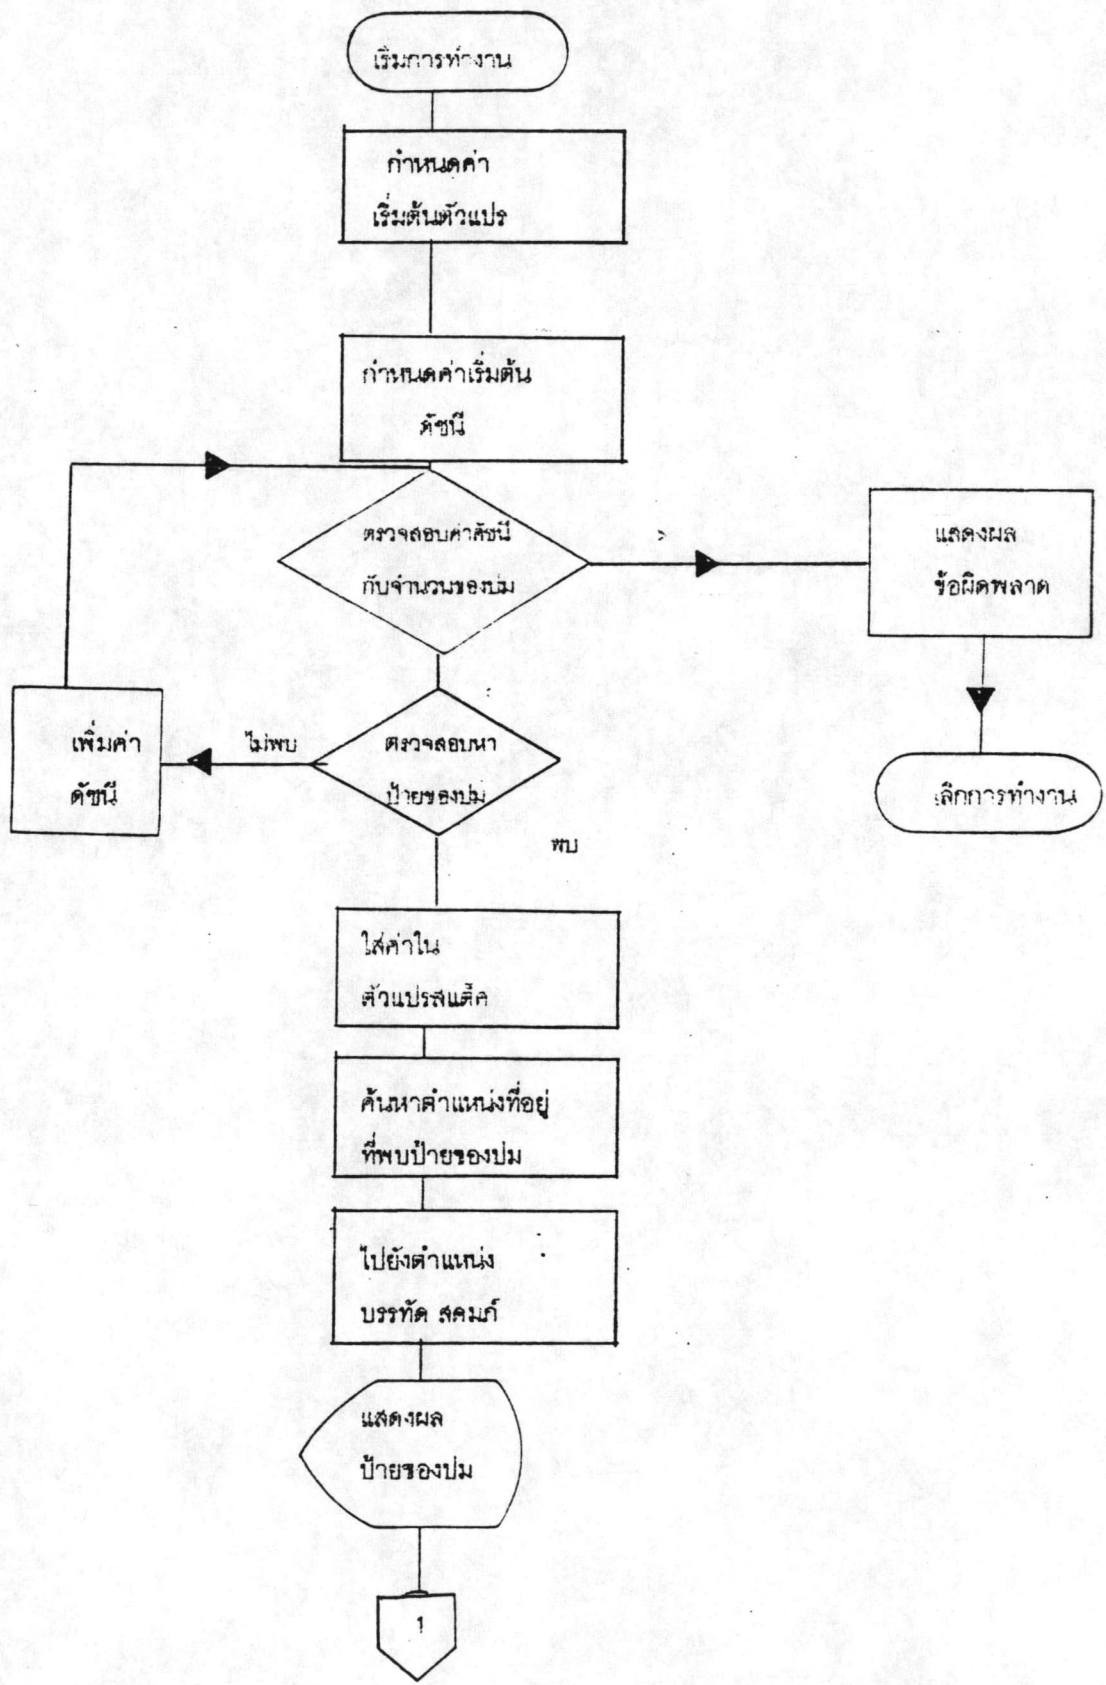 เริ่มการทำงาน
กำหนดค่า
เริ่มต้นตัวแปร
กำหนดค่าเริ่มต้น
ดัชนี
ตรวจสอบค่าดัชนี
กับจำนวนของปม
>
แสดงผล
ข้อผิดพลาด
เลิกการทำงาน
ตรวจสอบหา
ป้ายของปม
ไม่พบ
เพิ่มค่า
ดัชนี
พบ
ใส่ค่าใน
ตัวแปรสแต็ค
ค้นหาตำแหน่งที่อยู่
ที่พบป้ายของปม
ไปยังตำแหน่ง
บรรทัด สดมภ์
แสดงผล
ป้ายของปม
1